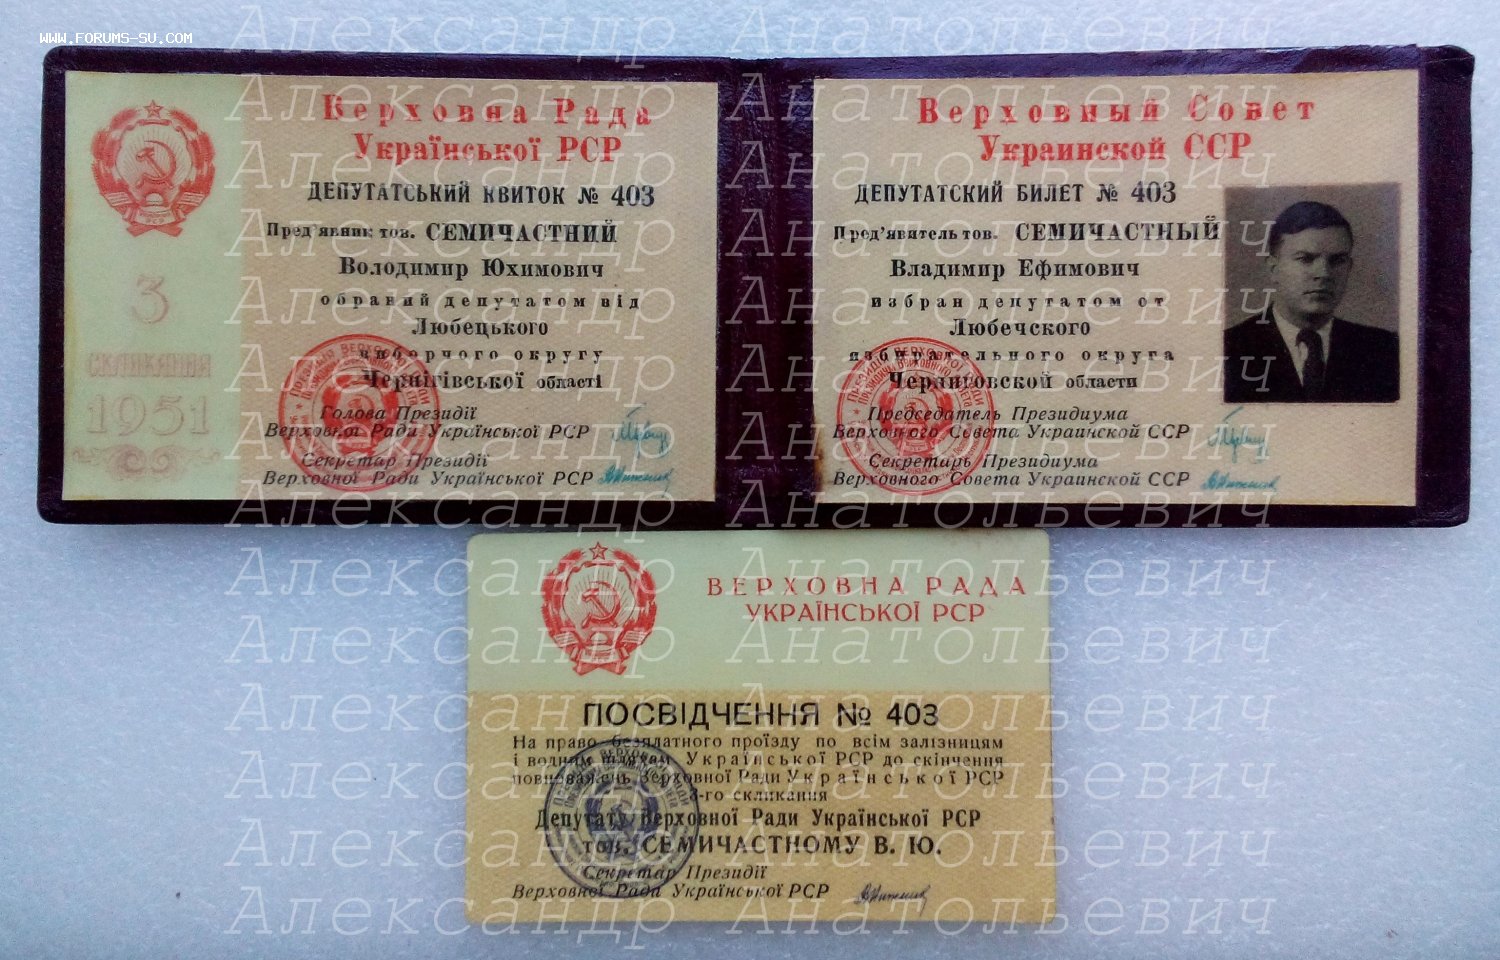 WWW.FORUMS-SU.COM
Александр Анатольевич
Верховна Рада
Української РСР
ДЕПУТАТСЬКИЙ КВИТОК № 403
Пред'явник тов. СЕМИЧАСТНИЙ
Володимир Юхимович
обраний депутатом від
Любецького
виборчого округу
Чернігівської області
Голова Президії
Верховної Ради Української РСР
Секретар Президії
Верховної Ради Української РСР
3
СКЛИКАННЯ
1951
Верховный Совет
Украинской ССР
ДЕПУТАТСКИЙ БИЛЕТ № 403
Пред'явитель тов. СЕМИЧАСТНЫЙ
Владимир Ефимович
избран депутатом от
Любечского
избирательного округа
Черниговской области
Председатель Президиума
Верховного Совета Украинской ССР
Секретарь Президиума
Верховного Совета Украинской ССР
ВЕРХОВНА РАДА
УКРАЇНСЬКОЇ РСР
ПОСВІДЧЕННЯ № 403
На право безплатного проїзду по всім залізницям
і водним шляхам Української РСР до скінчення
повноважень Верховної Ради Української РСР
3-го скликання
Депутату Верховної Ради Української РСР
тов. СЕМИЧАСТНОМУ В. Ю.
Секретар Президії
Верховної Ради Української РСР